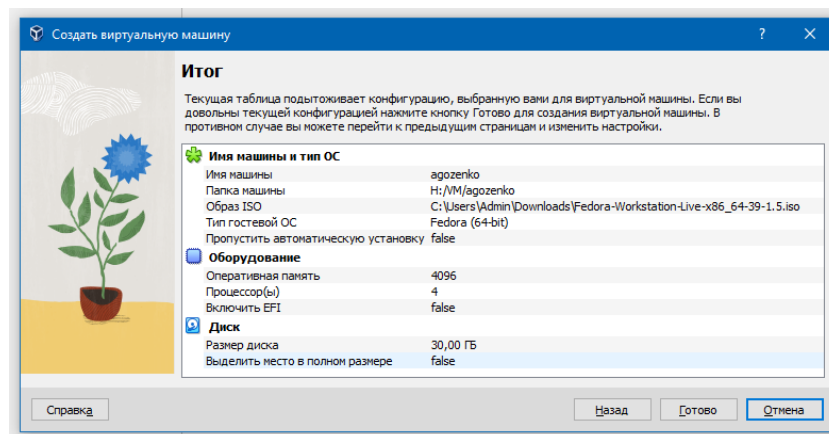 Создать виртуальную машину
?
Итог
Текущая таблица подытоживает конфигурацию, выбранную вами для виртуальной машины. Если вы
довольны текущей конфигурацией нажмите кнопку Готово для создания виртуальной машины. В
противном случае вы можете перейти к предыдущим страницам и изменить настройки.
Имя машины и тип ОС
Имя машины agozenko
Папка машины H:/VM/agozenko
Образ ISO C:\Users\Admin\Downloads\Fedora-Workstation-Live-x86_64-39-1.5.iso
Тип гостевой ОС Fedora (64-bit)
Пропустить автоматическую установку false
Оборудование
Оперативная память 4096
Процессор(ы) 4
Включить EFI false
Диск
Размер диска 30,00 ГБ
Выделить место в полном размере false
Справка Назад Готово Отмена